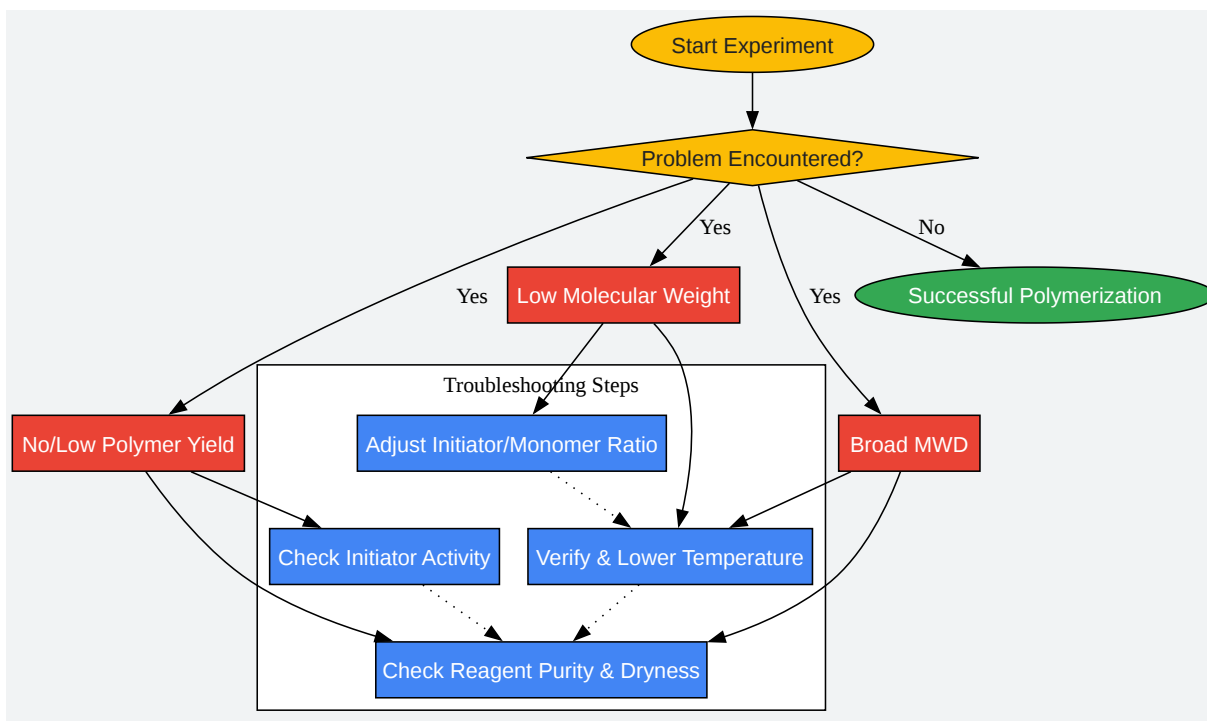 Start Experiment
Problem Encountered?
Yes
No
Yes
Low Molecular Weight
Yes
Successful Polymerization
Troubleshooting Steps
No/Low Polymer Yield
Adjust Initiator/Monomer Ratio
Broad MWD
Check Initiator Activity
Verify & Lower Temperature
Check Reagent Purity & Dryness